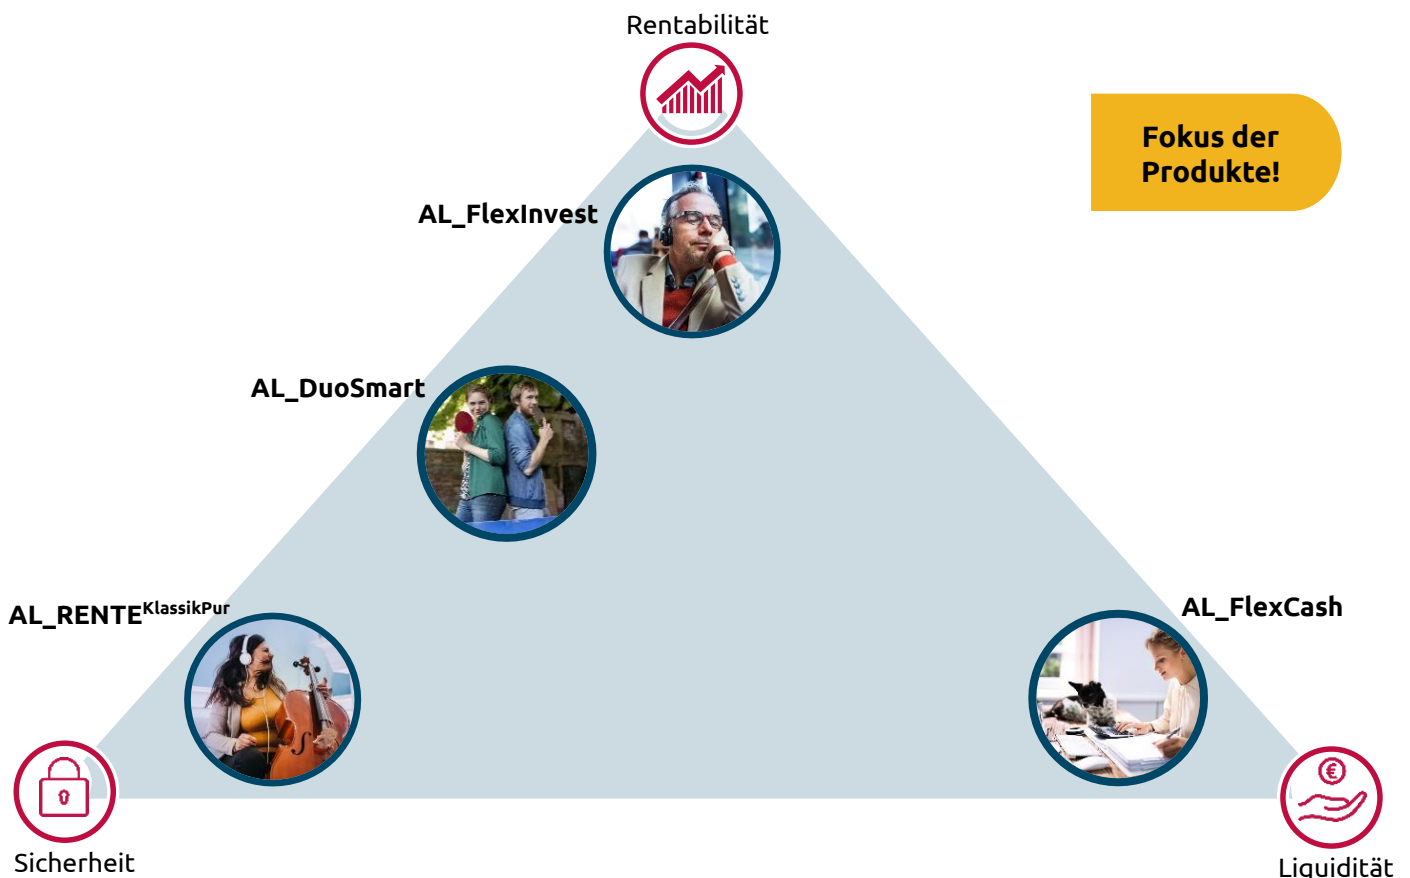 Rentabilität
Fokus der
Produkte!
AL_FlexInvest
AL_DuoSmart
AL_RENTEKlassikPur
AL_FlexCash
€
Sicherheit
Liquidität